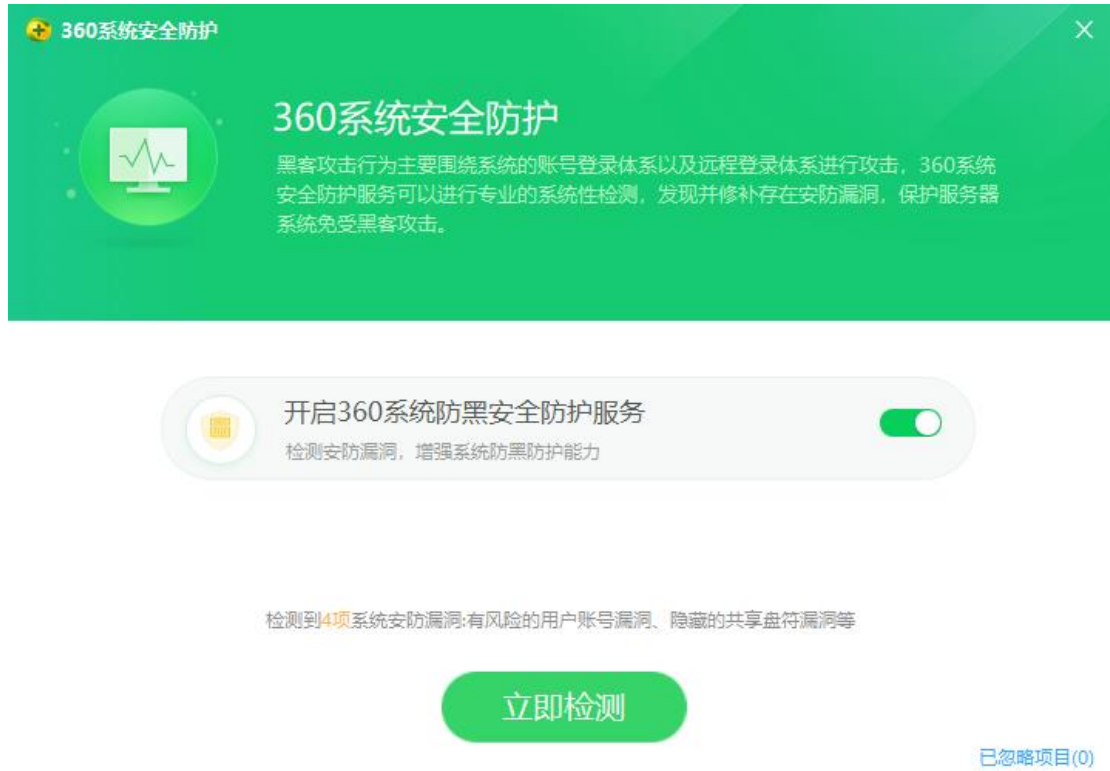 360系统安全防护
360系统安全防护
黑客攻击行为主要围绕系统的账号登录体系以及远程登录体系进行攻击，360系统
安全防护服务可以进行专业的系统性检测，发现并修补存在安防漏洞，保护服务器
系统免受黑客攻击。
开启360系统防黑安全防护服务
检测安防漏洞，增强系统防黑防护能力
检测到4项系统安防漏洞:有风险的用户账号漏洞、隐藏的共享盘符漏洞等
立即检测
已忽略项目(0)